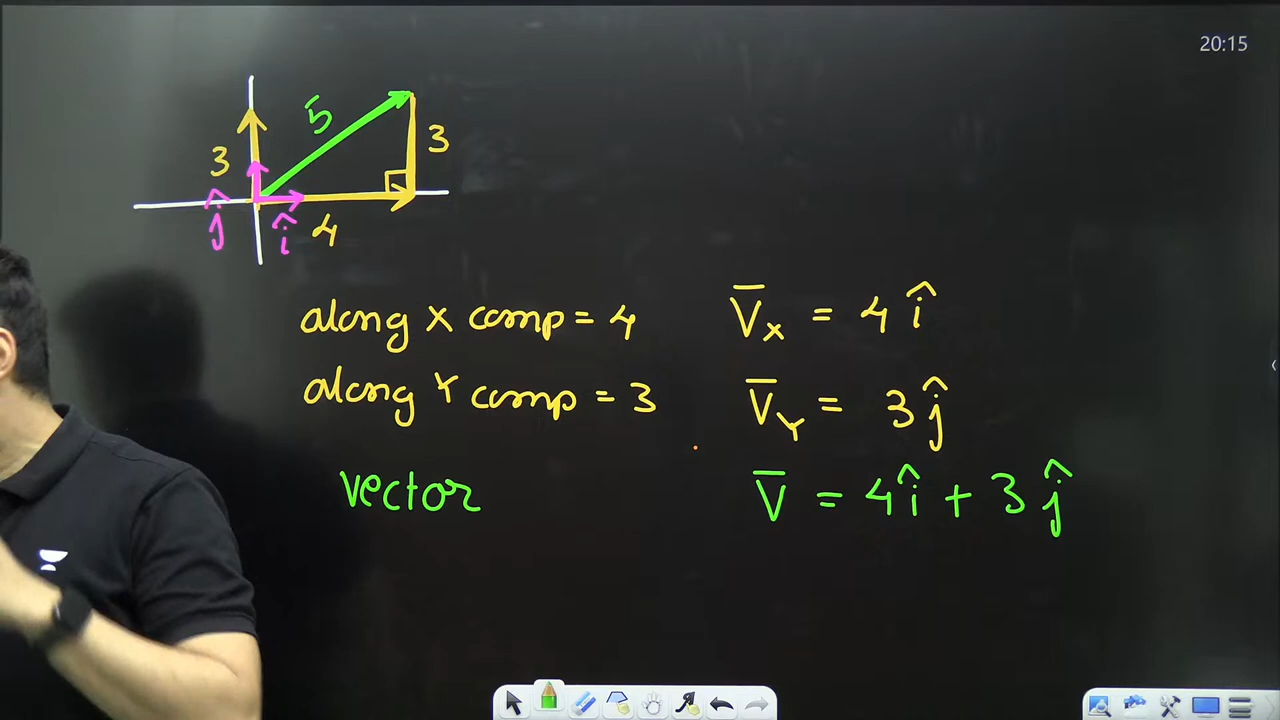 20:15
5
3
3
ĵ
î
4
along x comp = 4
V̅x = 4 î
along Y comp = 3
V̅Y = 3 ĵ
vector
V̅ = 4 î + 3 ĵ